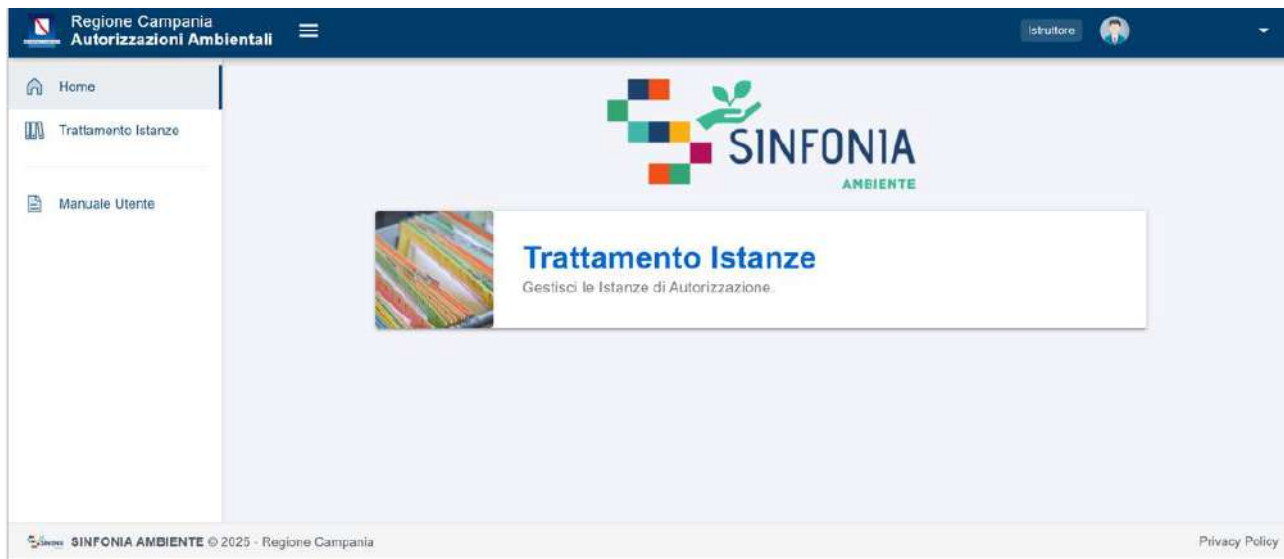 Regione Campania
Autorizzazioni Ambientali
Istruttore
Home
Trattamento Istanze
Manuale Utente
SINFONIA
AMBIENTE
Trattamento Istanze
Gestisci le Istanze di Autorizzazione.
SINFONIA AMBIENTE © 2025 - Regione Campania
Privacy Policy